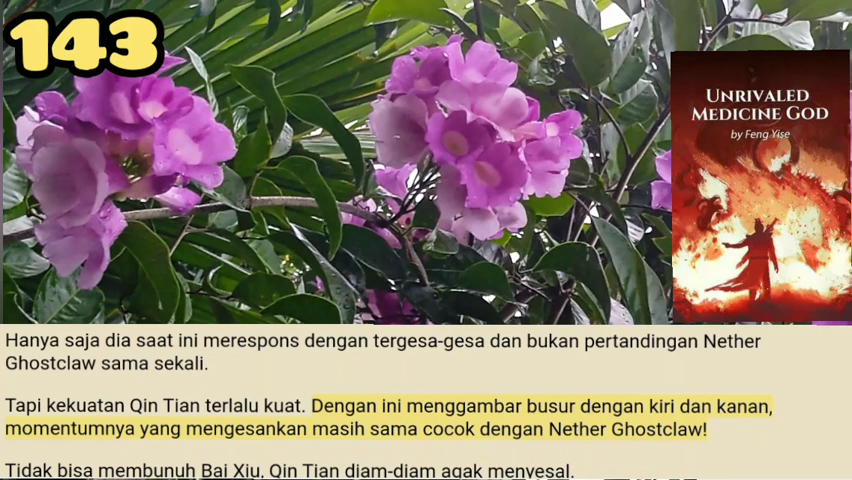 143
UNRIVALED
MEDICINE GOD
by Feng Yise
Hanya saja dia saat ini merespons dengan tergesa-gesa dan bukan pertandingan Nether
Ghostclaw sama sekali.
Tapi kekuatan Qin Tian terlalu kuat. Dengan ini menggambar busur dengan kiri dan kanan,
momentumnya yang mengesankan masih sama cocok dengan Nether Ghostclaw!
Tidak bisa membunuh Bai Xiu, Qin Tian diam-diam agak menyesal.